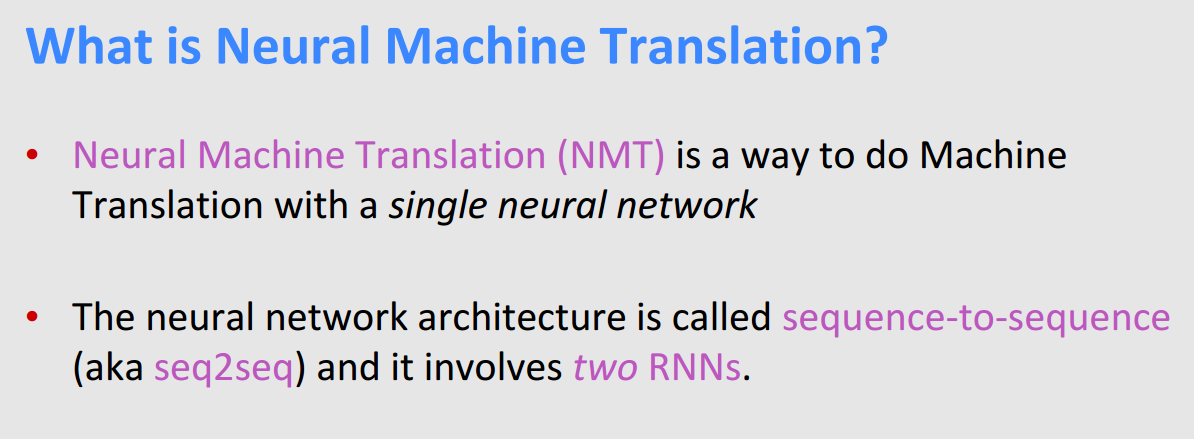 What is Neural Machine Translation?
• Neural Machine Translation (NMT) is a way to do Machine
Translation with a single neural network
• The neural network architecture is called sequence-to-sequence
(aka seq2seq) and it involves two RNNs.